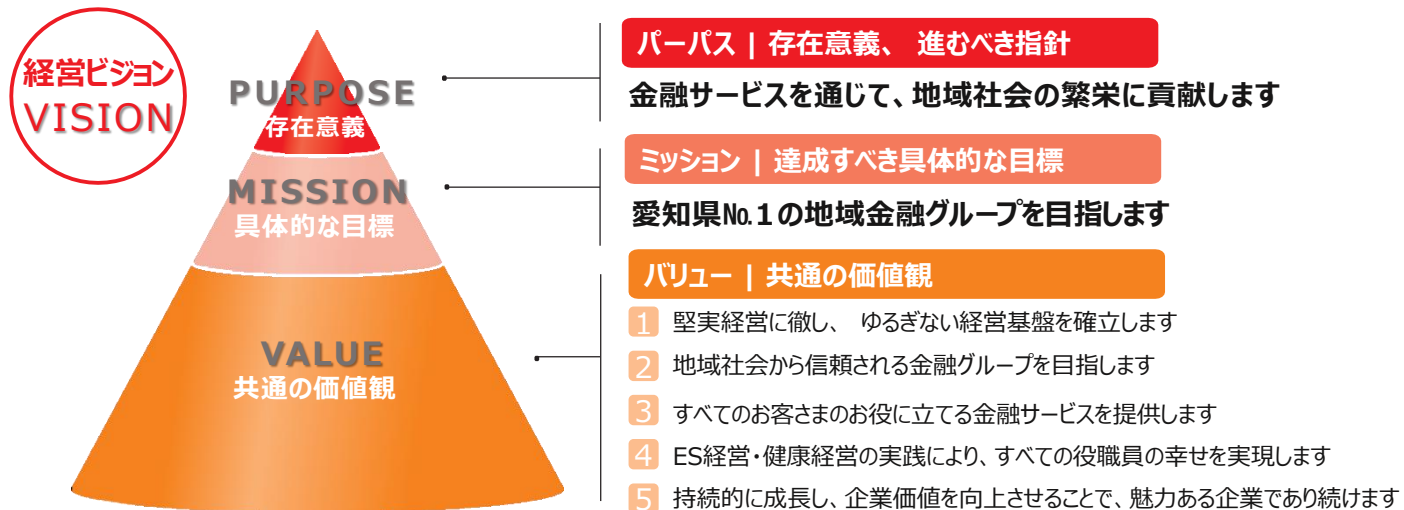 経営ビジョン
VISION
PURPOSE
存在意義
MISSION
具体的な目標
VALUE
共通の価値観
パーパス | 存在意義、 進むべき指針
金融サービスを通じて、地域社会の繁栄に貢献します
ミッション | 達成すべき具体的な目標
愛知県№１の地域金融グループを目指します
バリュー | 共通の価値観
1 堅実経営に徹し、 ゆるぎない経営基盤を確立します
2 地域社会から信頼される金融グループを目指します
3 すべてのお客さまのお役に立てる金融サービスを提供します
4 ES経営・健康経営の実践により、すべての役職員の幸せを実現します
5 持続的に成長し、企業価値を向上させることで、魅力ある企業であり続けます